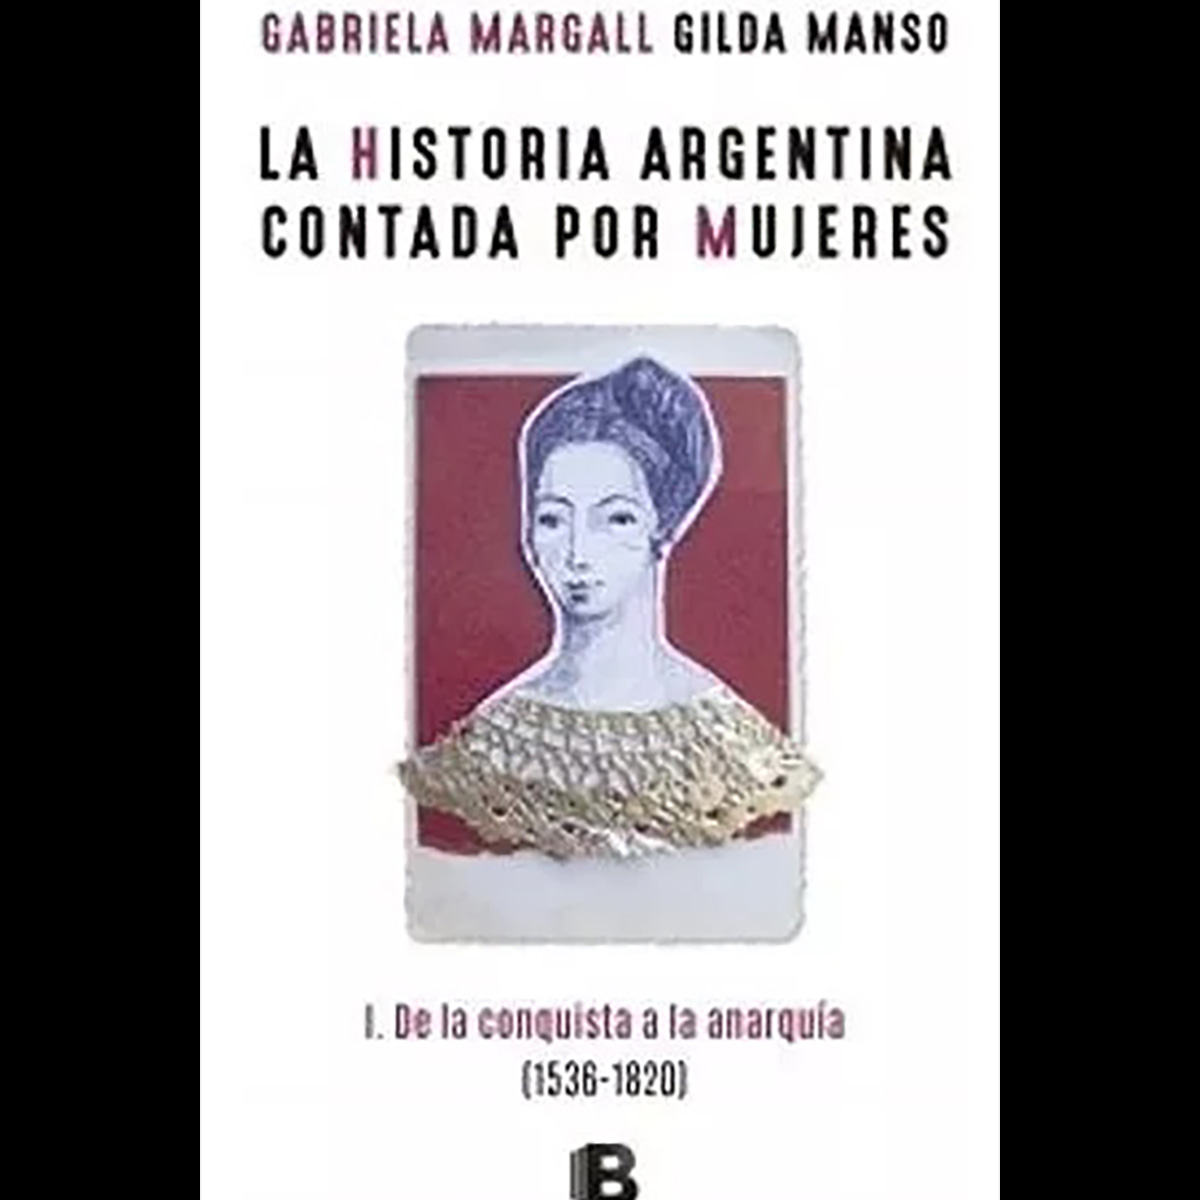 GABRIELA MARGALL GILDA MANSO
LA HISTORIA ARGENTINA
CONTADA POR MUJERES
I. De la conquista a la anarquía
(1536-1820)
B